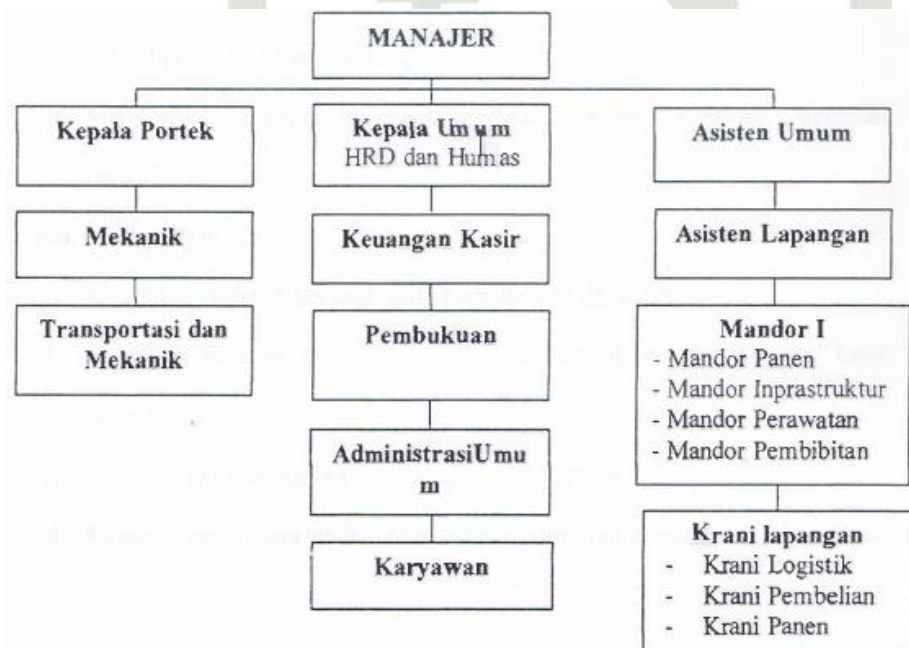 MANAJER
Kepala Portek
Kepala Umum
HRD dan Humas
Asisten Umum
Mekanik
Keuangan Kasir
Asisten Lapangan
Transportasi dan
Mekanik
Pembukuan
Mandor I
- Mandor Panen
- Mandor Inprastruktur
- Mandor Perawatan
- Mandor Pembibitan
AdministrasiUmu
m
Karyawan
Krani lapangan
- Krani Logistik
- Krani Pembelian
- Krani Panen